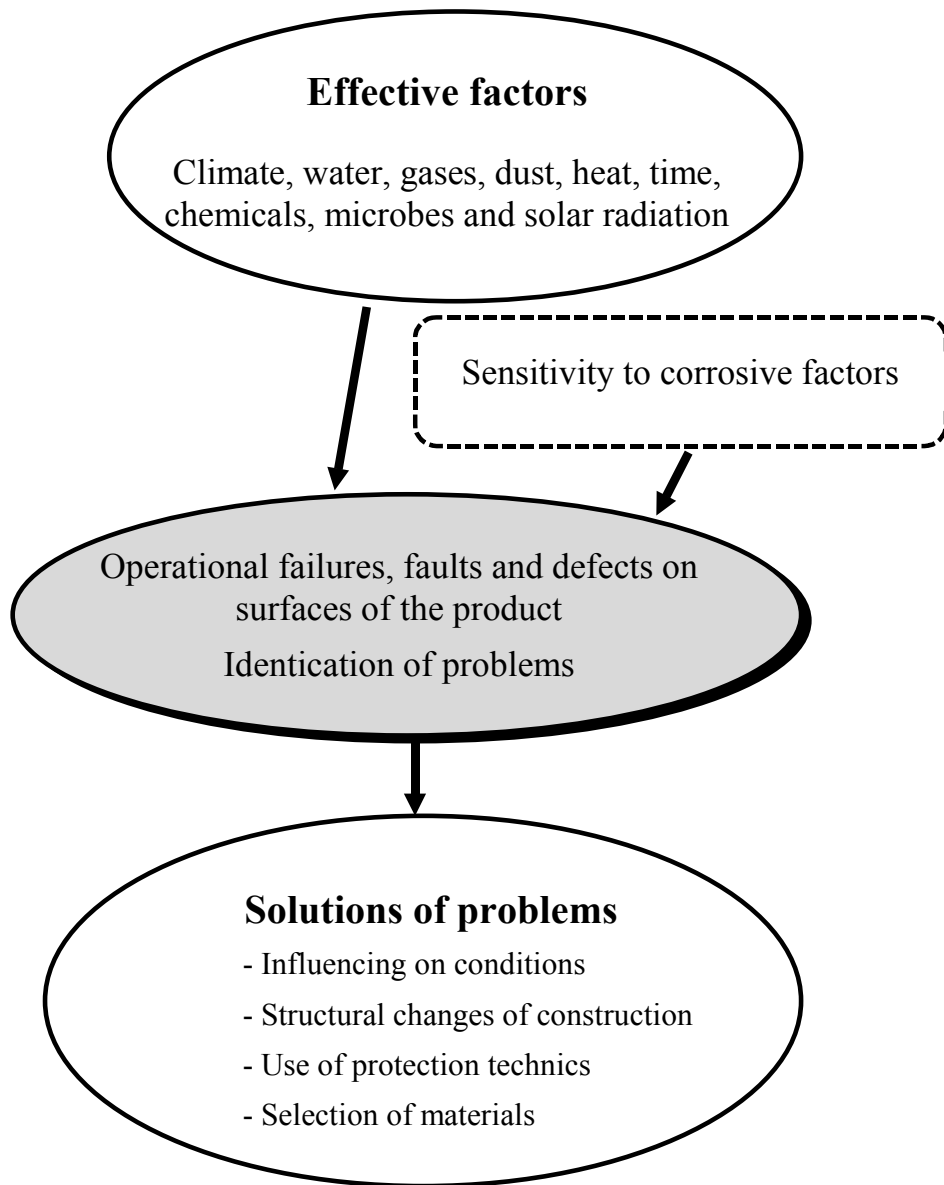 Effective factors
Climate, water, gases, dust, heat, time,
chemicals, microbes and solar radiation
Sensitivity to corrosive factors
Operational failures, faults and defects on
surfaces of the product
Identication of problems
Solutions of problems
- Influencing on conditions
- Structural changes of construction
- Use of protection technics
- Selection of materials